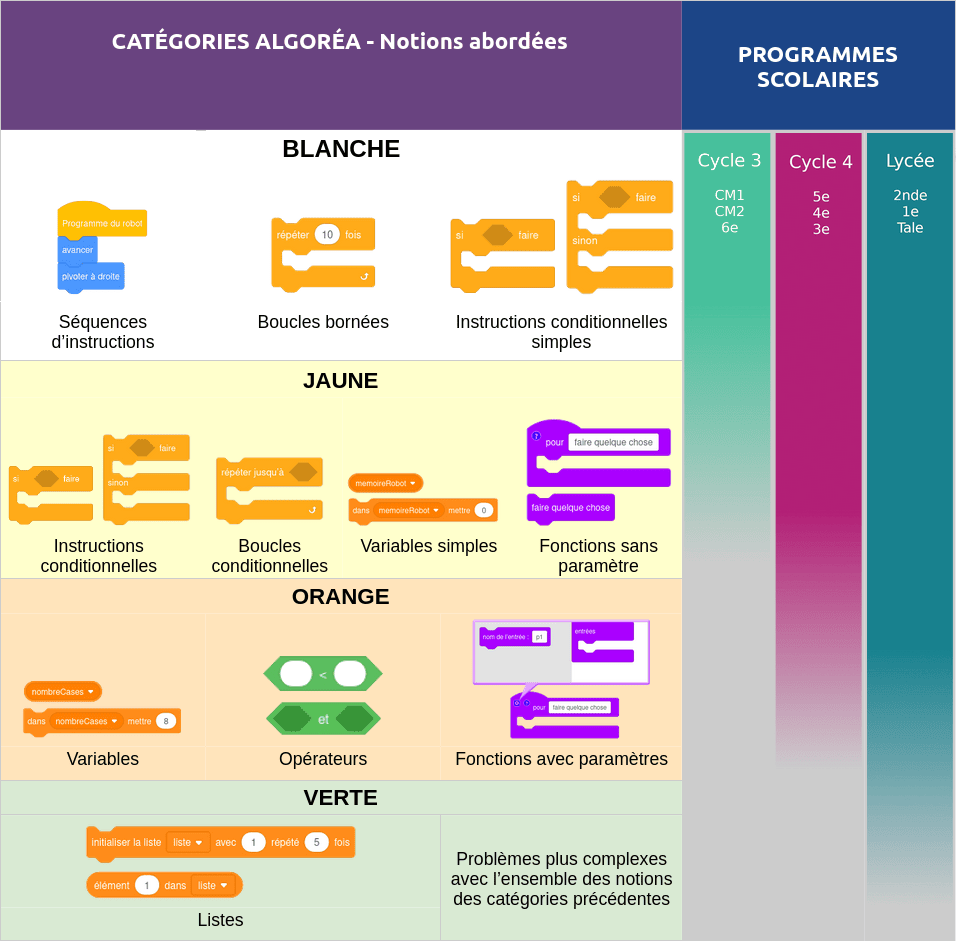 CATÉGORIES ALGORÉA - Notions abordées
PROGRAMMES
SCOLAIRES
BLANCHE
Programme du robot
avancer
pivoter à droite
répéter 10 fois
si faire
si faire
sinon
Séquences
d'instructions
Boucles bornées
Instructions conditionnelles
simples
Cycle 3
CM1
CM2
6e
Cycle 4
5e
4e
3e
Lycée
2nde
1e
Tale
JAUNE
si faire
si faire
sinon
répéter jusqu'à
memoireRobot
dans memoireRobot mettre 0
? pour faire quelque chose
faire quelque chose
Instructions
conditionnelles
Boucles
conditionnelles
Variables simples
Fonctions sans
paramètre
ORANGE
nombreCases
dans nombreCases mettre 8
<
et
nom de l'entrée : p1
entrées
pour faire quelque chose
Variables
Opérateurs
Fonctions avec paramètres
VERTE
initialiser la liste liste avec 1 répété 5 fois
élément 1 dans liste
Listes
Problèmes plus complexes
avec l'ensemble des notions
des catégories précédentes